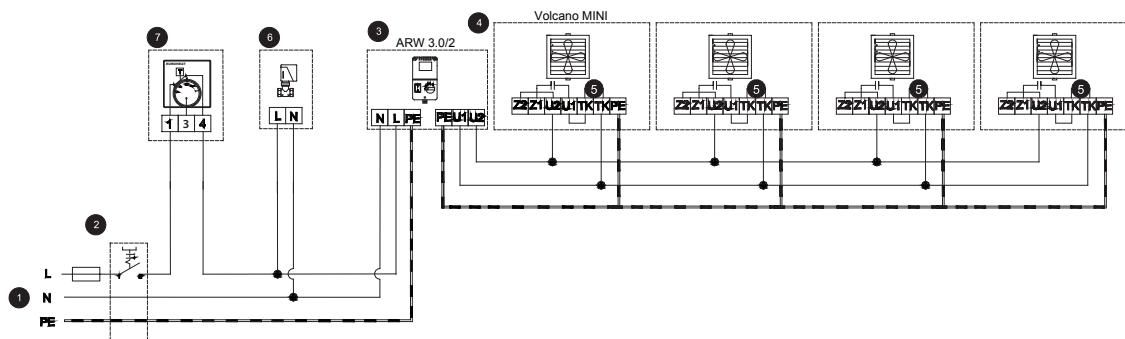 Volcano MINI
7
6
3
4
ARW 3.0/2
T
5
5
5
5
Z2 Z1 U2 U1 TK TK PE
Z2 Z1 U2 U1 TK TK PE
Z2 Z1 U2 U1 TK TK PE
Z2 Z1 U2 U1 TK TK PE
1 3 4
L N
N L PE
PE U1 U2
2
L
1
N
PE